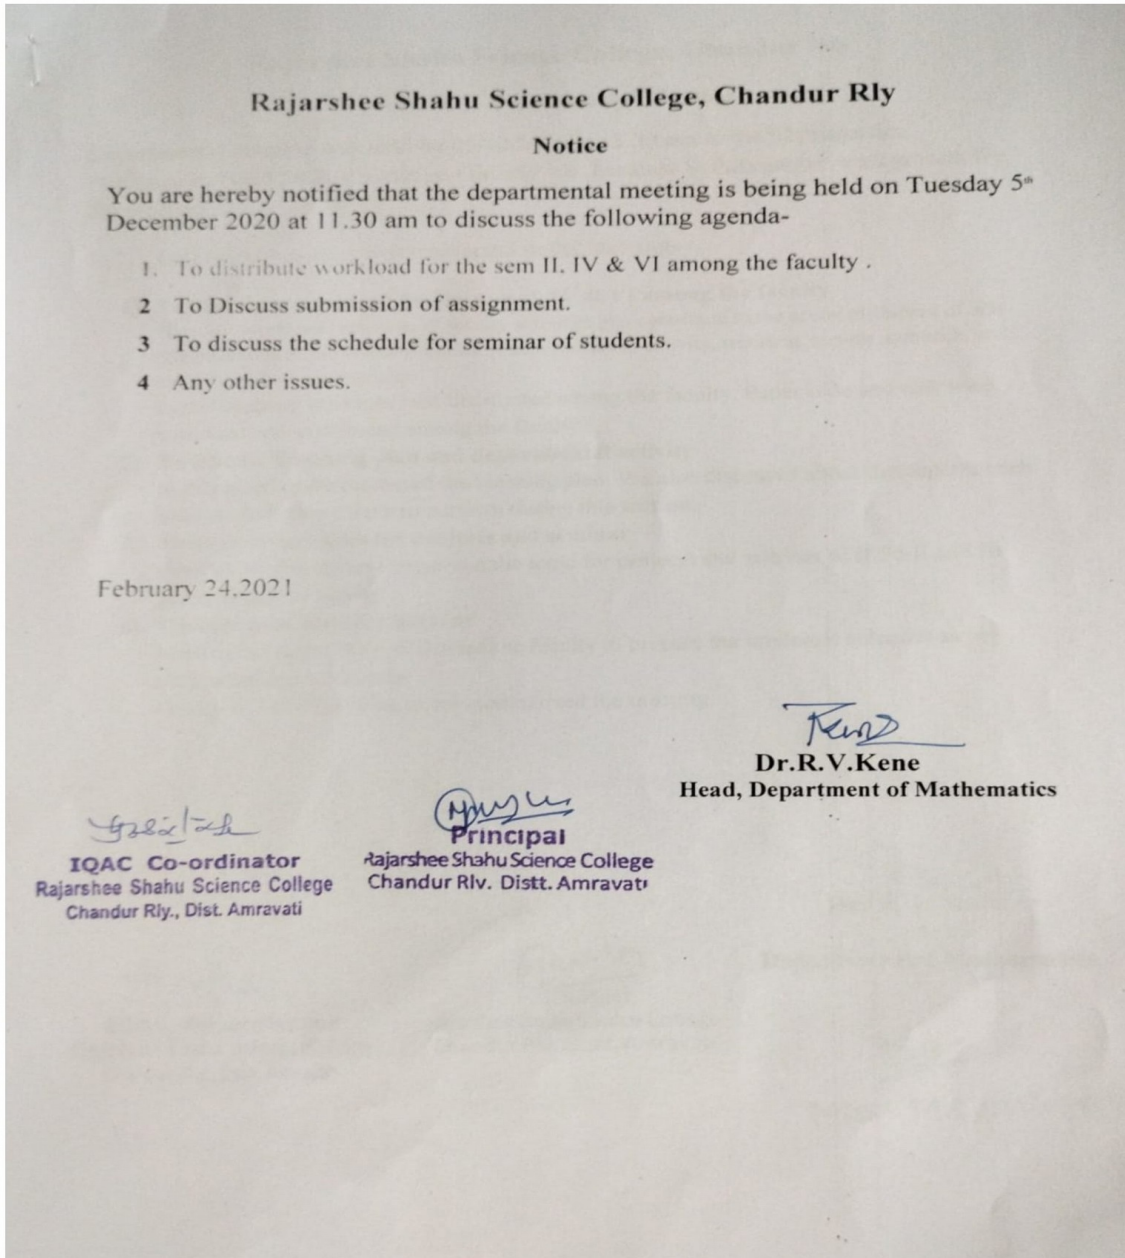 Rajarshee Shahu Science College, Chandur Rly
Notice
You are hereby notified that the departmental meeting is being held on Tuesday 5th
December 2020 at 11.30 am to discuss the following agenda-
1. To distribute workload for the sem II. IV & VI among the faculty .
2 To Discuss submission of assignment.
3 To discuss the schedule for seminar of students.
4 Any other issues.
February 24.2021
Dr.R.V.Kene
Head, Department of Mathematics
IQAC Co-ordinator
Rajarshee Shahu Science College
Chandur Rly., Dist. Amravati
Principal
Rajarshee Shahu Science College
Chandur Rly. Distt. Amravati